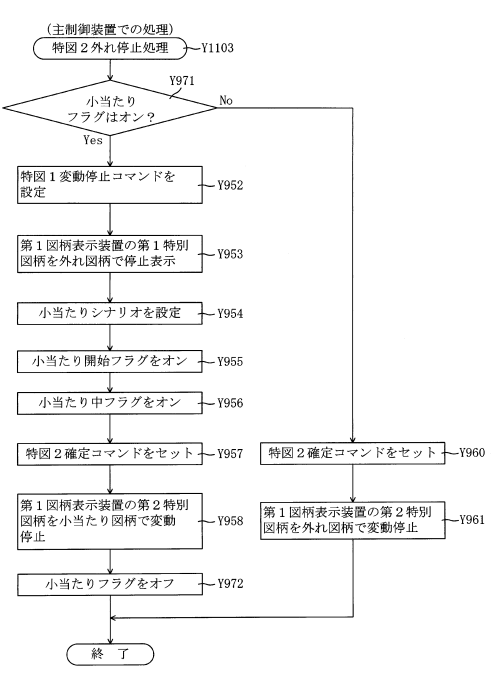 (主制御装置での処理)
特図2外れ停止処理
Y1103
Y971
小当たり
フラグはオン？
No
Yes
特図1変動停止コマンドを
設定
Y952
第1図柄表示装置の第1特別
図柄を外れ図柄で停止表示
Y953
小当たりシナリオを設定
Y954
小当たり開始フラグをオン
Y955
小当たり中フラグをオン
Y956
特図2確定コマンドをセット
Y957
特図2確定コマンドをセット
Y960
第1図柄表示装置の第2特別
図柄を小当たり図柄で変動
停止
Y958
第1図柄表示装置の第2特別
図柄を外れ図柄で変動停止
Y961
小当たりフラグをオフ
Y972
終 了